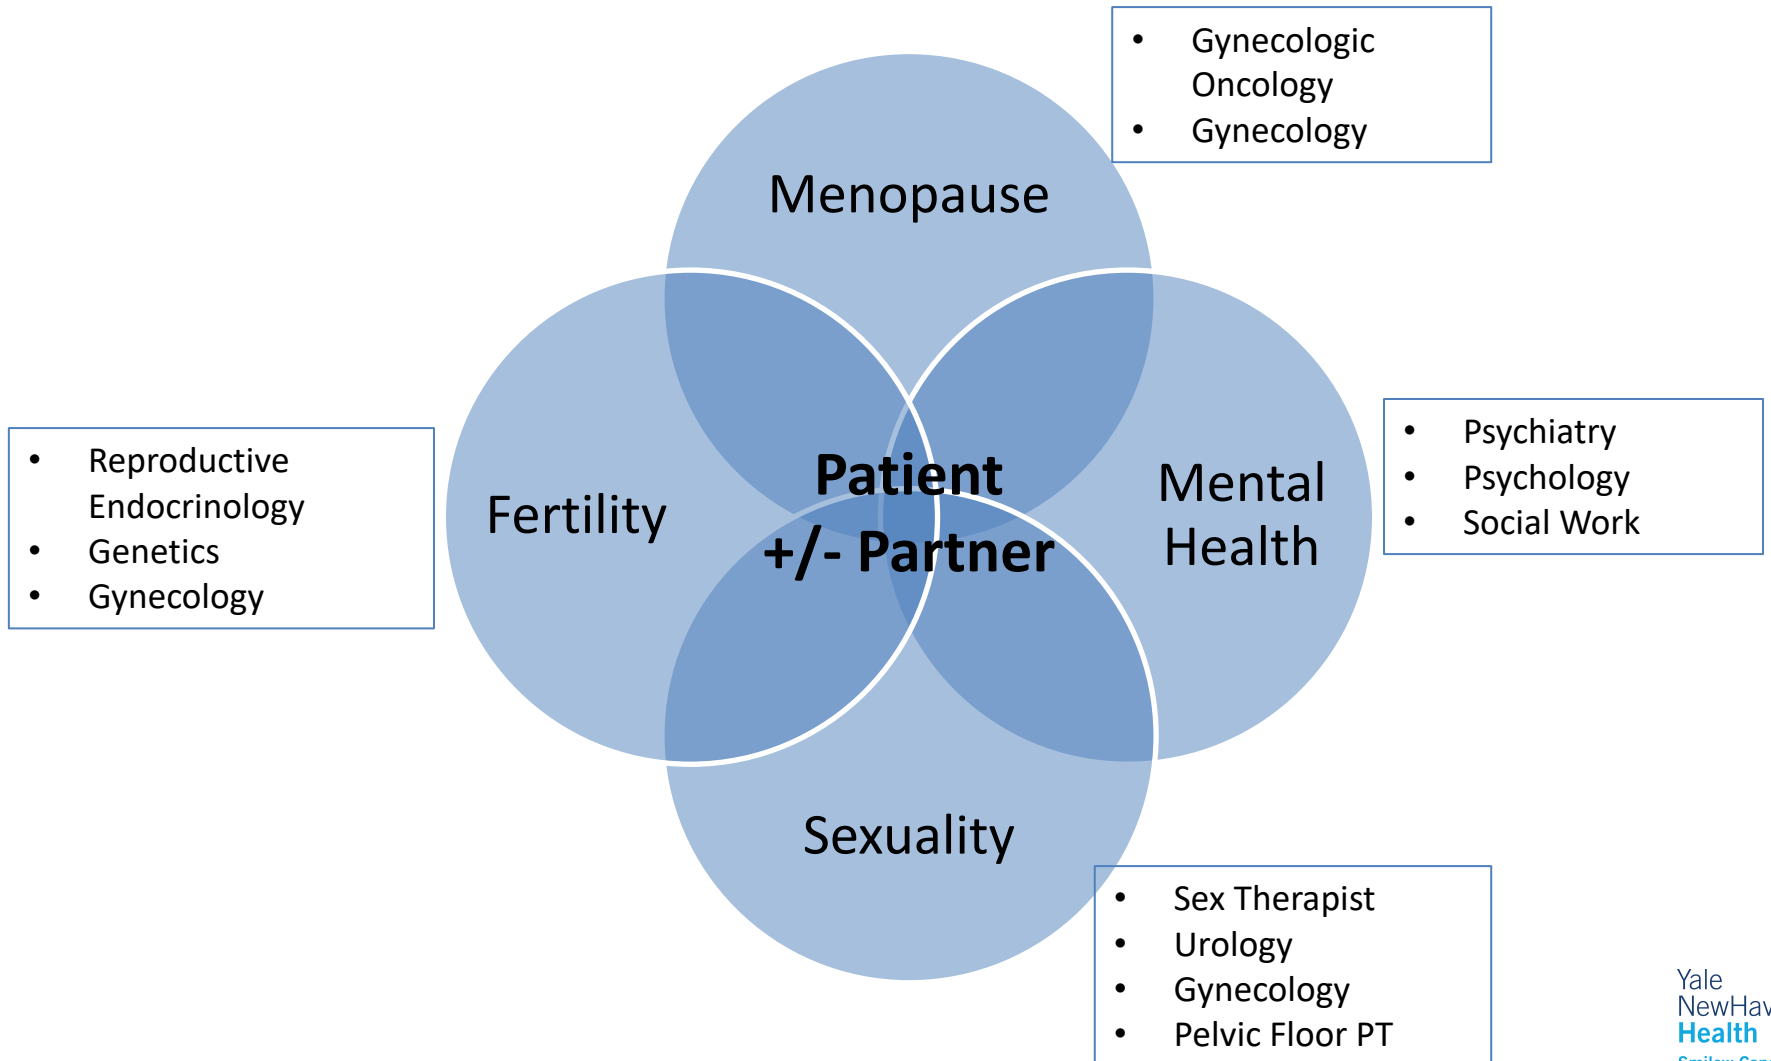 • Gynecologic
Oncology
• Gynecology
Menopause
• Reproductive
Endocrinology
• Genetics
• Gynecology
Fertility
Patient
+/- Partner
Mental
Health
• Psychiatry
• Psychology
• Social Work
Sexuality
• Sex Therapist
• Urology
• Gynecology
• Pelvic Floor PT
Yale
NewHav
Health